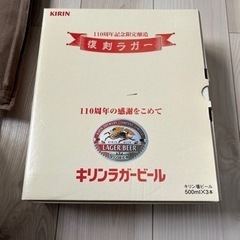 KIRIN
110周年記念限定醸造
復刻ラガー
110周年の感謝をこめて
LAGER BEER
キリンラガービール
キリン瓶ビール
500ml×3本